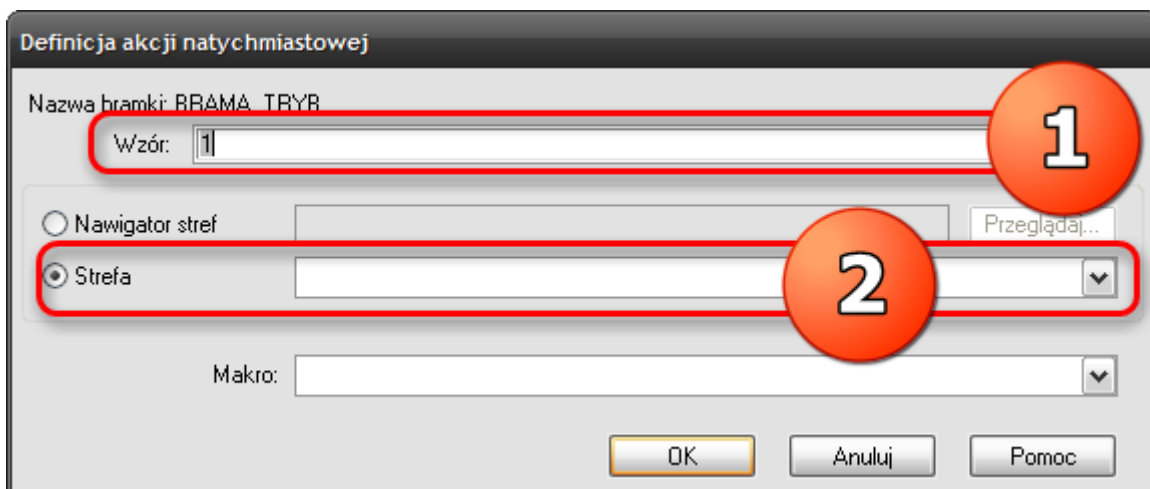 Definicja akcji natychmiastowej
Nazwa bramki: BRAMA_TRYB
Wzór: 1
1
Nawigator stref Przeglądaj...
Strefa
2
Makro:
OK Anuluj Pomoc